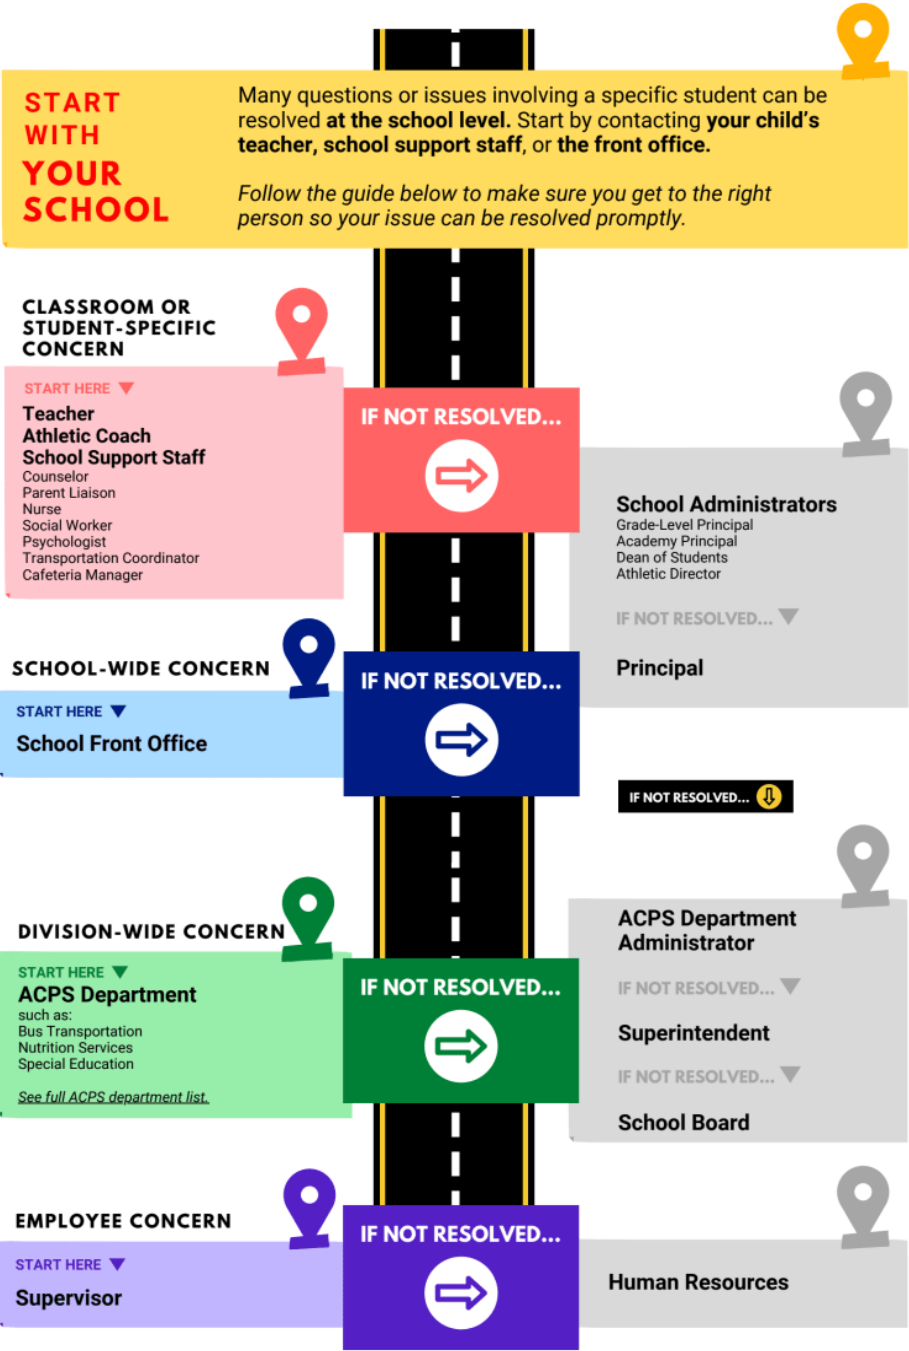 START
WITH
YOUR
SCHOOL
Many questions or issues involving a specific student can be
resolved at the school level. Start by contacting your child's
teacher, school support staff, or the front office.
Follow the guide below to make sure you get to the right
person so your issue can be resolved promptly.
CLASSROOM OR
STUDENT-SPECIFIC
CONCERN
START HERE
Teacher
Athletic Coach
School Support Staff
Counselor
Parent Liaison
Nurse
Social Worker
Psychologist
Transportation Coordinator
Cafeteria Manager
IF NOT RESOLVED...
School Administrators
Grade-Level Principal
Academy Principal
Dean of Students
Athletic Director
IF NOT RESOLVED...
Principal
SCHOOL-WIDE CONCERN
START HERE
School Front Office
IF NOT RESOLVED...
IF NOT RESOLVED...
DIVISION-WIDE CONCERN
START HERE
ACPS Department
such as:
Bus Transportation
Nutrition Services
Special Education
See full ACPS department list.
IF NOT RESOLVED...
ACPS Department
Administrator
IF NOT RESOLVED...
Superintendent
IF NOT RESOLVED...
School Board
EMPLOYEE CONCERN
START HERE
Supervisor
IF NOT RESOLVED...
Human Resources